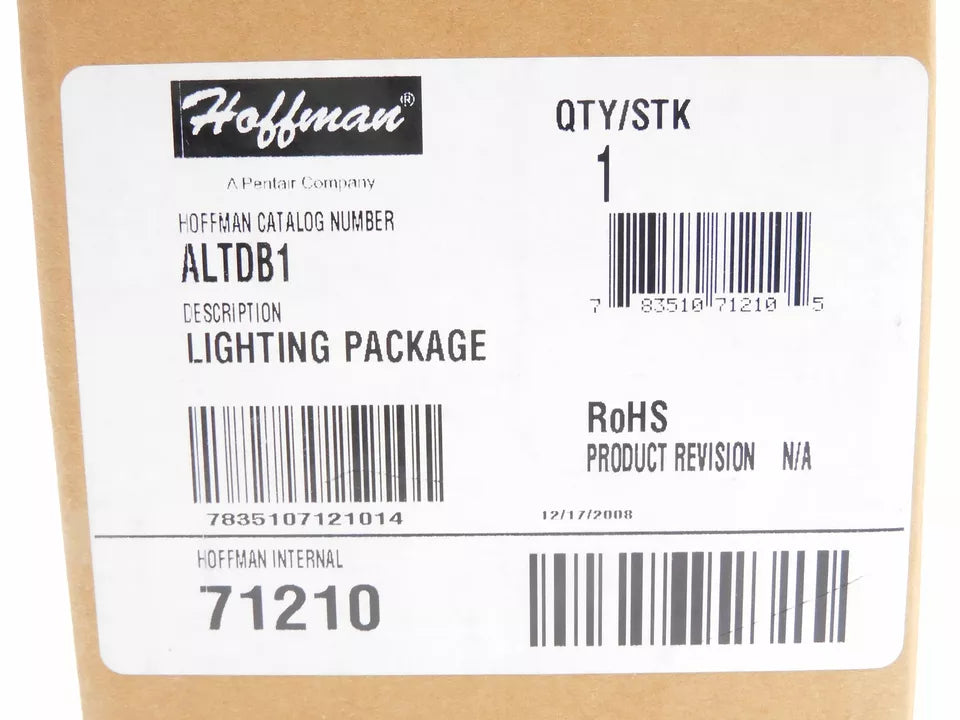 Hoffman®
A Pentair Company
HOFFMAN CATALOG NUMBER
ALTDB1
DESCRIPTION
LIGHTING PACKAGE
7835107121014
QTY/STK
1
7 83510 71210 5
RoHS
PRODUCT REVISION N/A
12/17/2008
HOFFMAN INTERNAL
71210